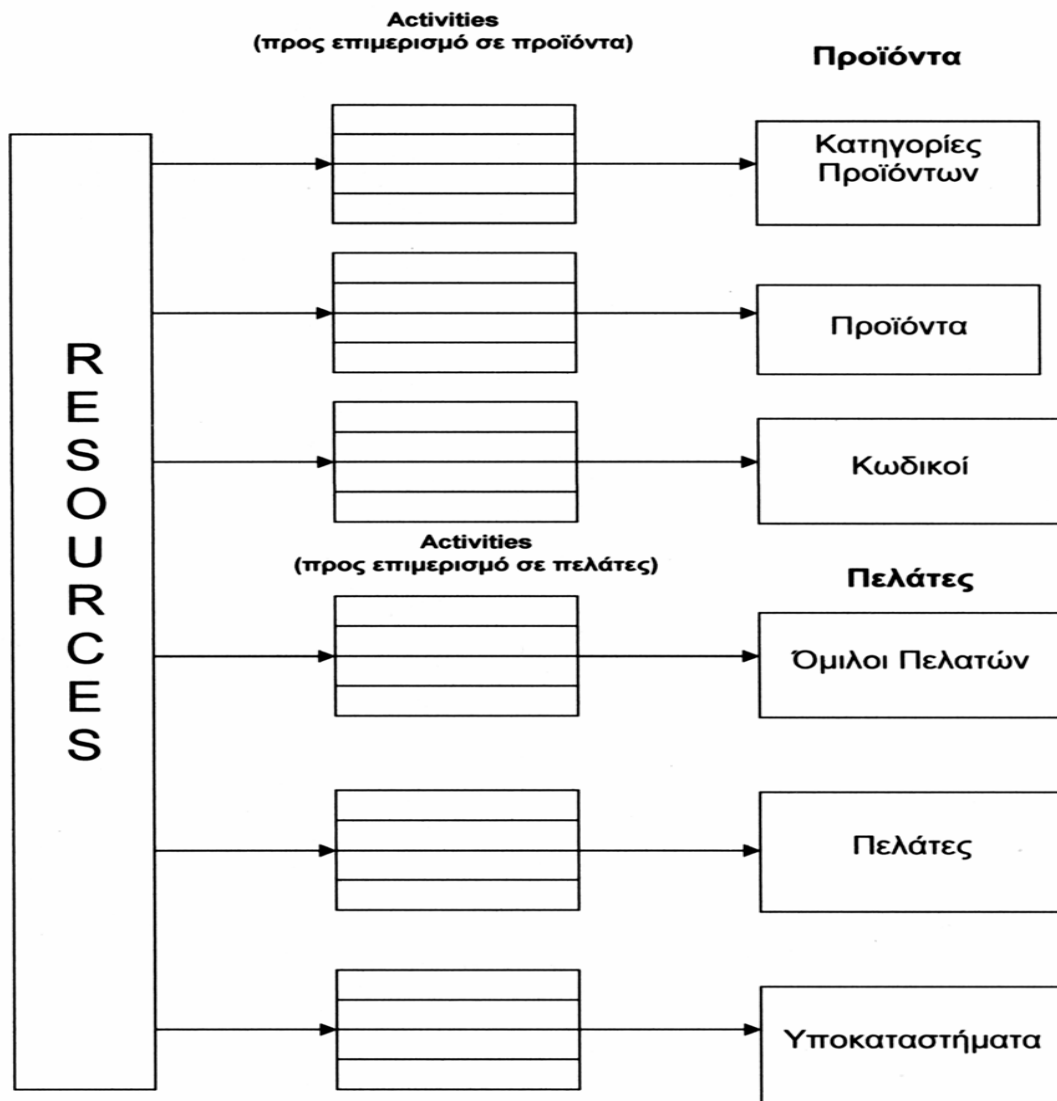 Activities
(προς επιμερισμό σε προϊόντα)
Προϊόντα
Κατηγορίες
Προϊόντων
Προϊόντα
RESOURCES
Κωδικοί
Activities
(προς επιμερισμό σε πελάτες)
Πελάτες
Όμιλοι Πελατών
Πελάτες
Υποκαταστήματα